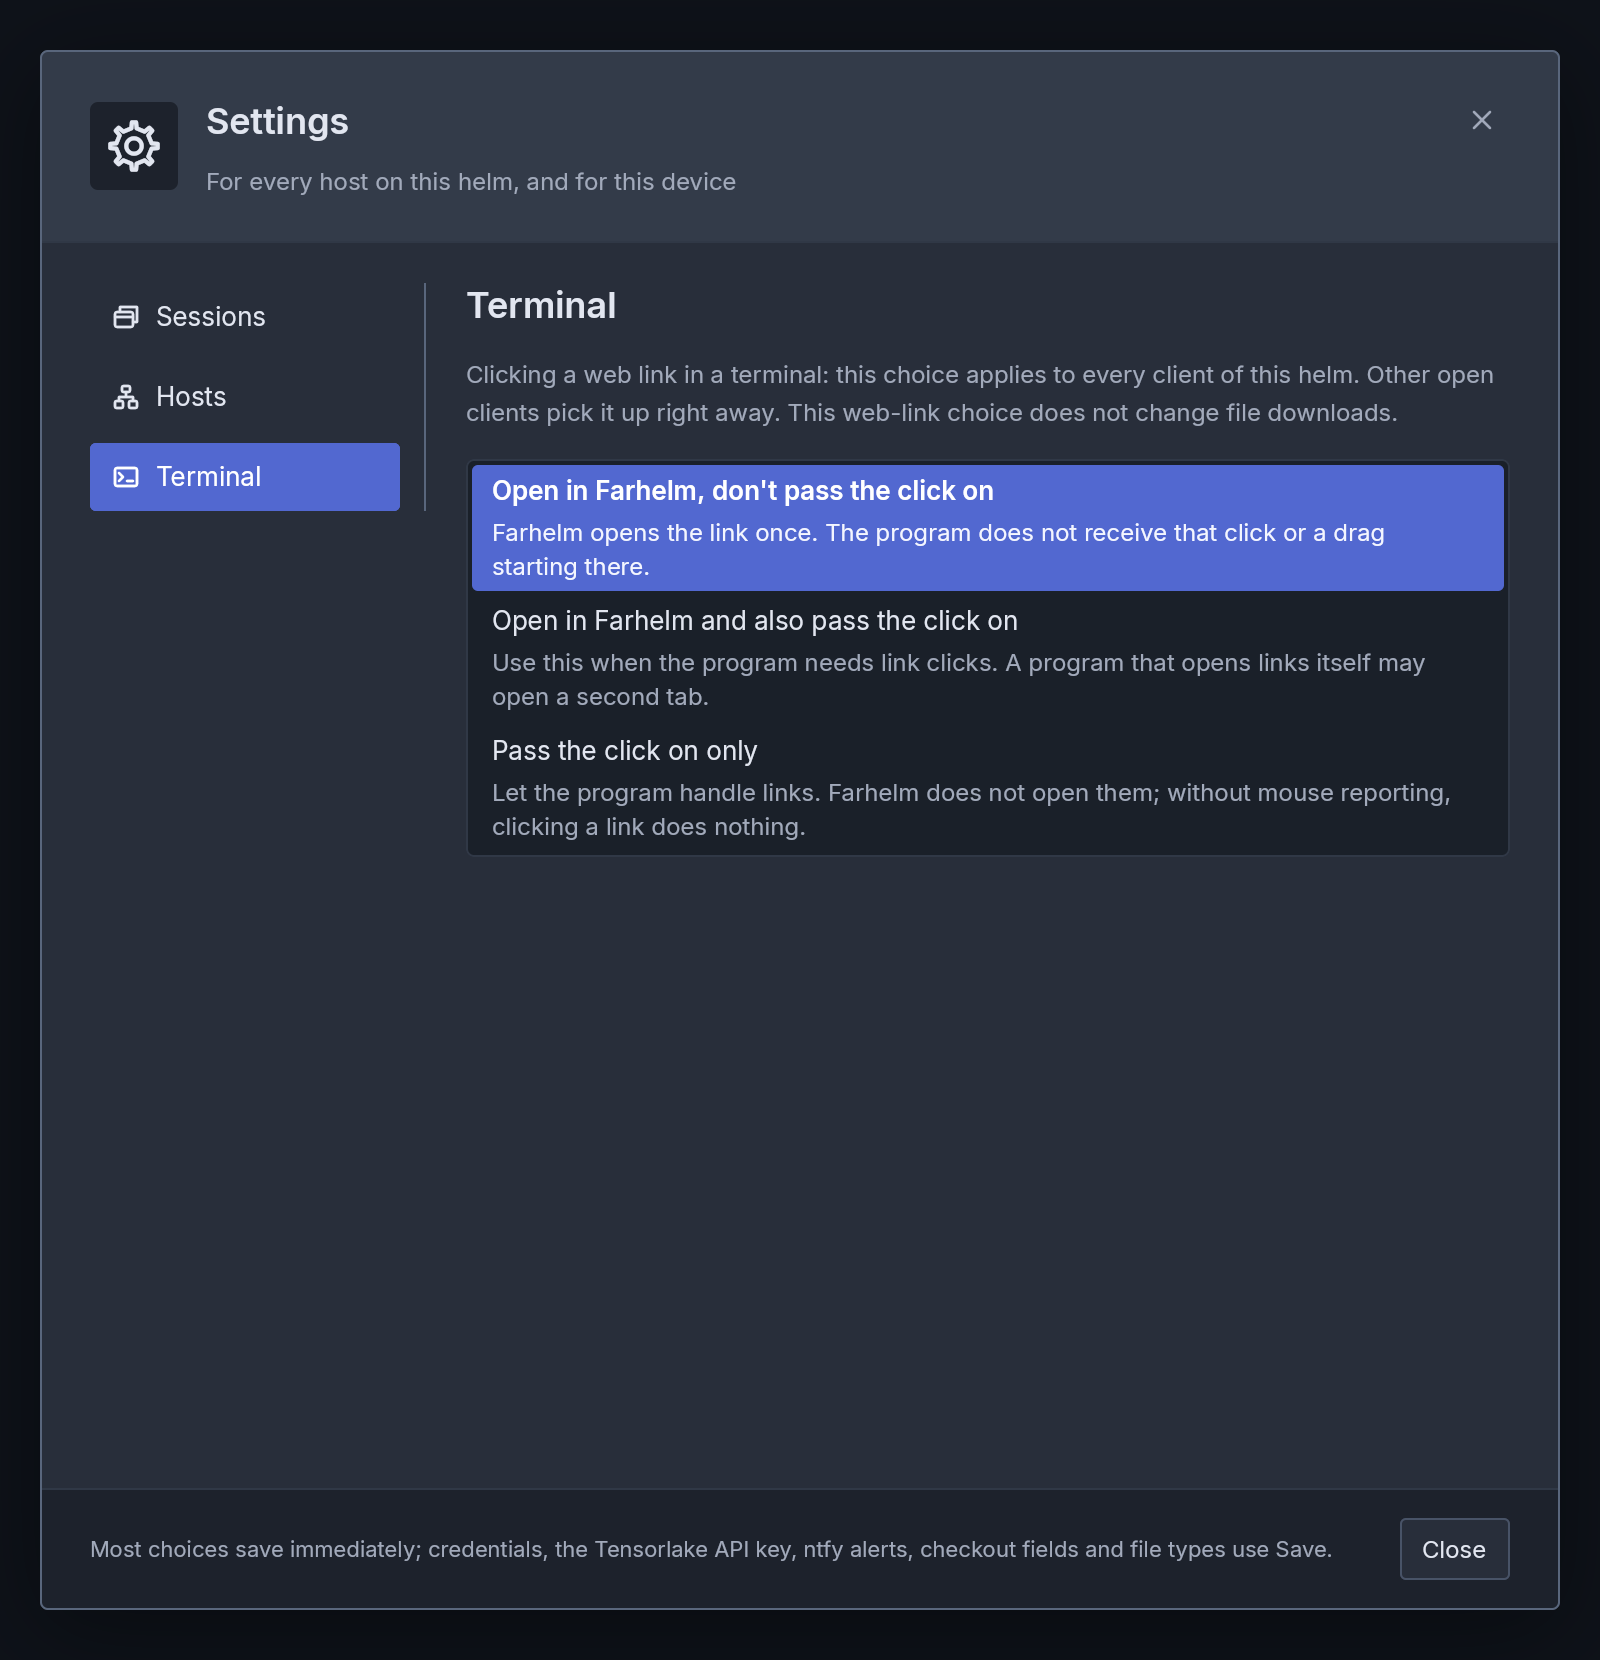 Settings
For every host on this helm, and for this device
Sessions
Hosts
Terminal
Terminal
Clicking a web link in a terminal: this choice applies to every client of this helm. Other open
clients pick it up right away. This web-link choice does not change file downloads.
Open in Farhelm, don't pass the click on
Farhelm opens the link once. The program does not receive that click or a drag
starting there.
Open in Farhelm and also pass the click on
Use this when the program needs link clicks. A program that opens links itself may
open a second tab.
Pass the click on only
Let the program handle links. Farhelm does not open them; without mouse reporting,
clicking a link does nothing.
Most choices save immediately; credentials, the Tensorlake API key, ntfy alerts, checkout fields and file types use Save.
Close